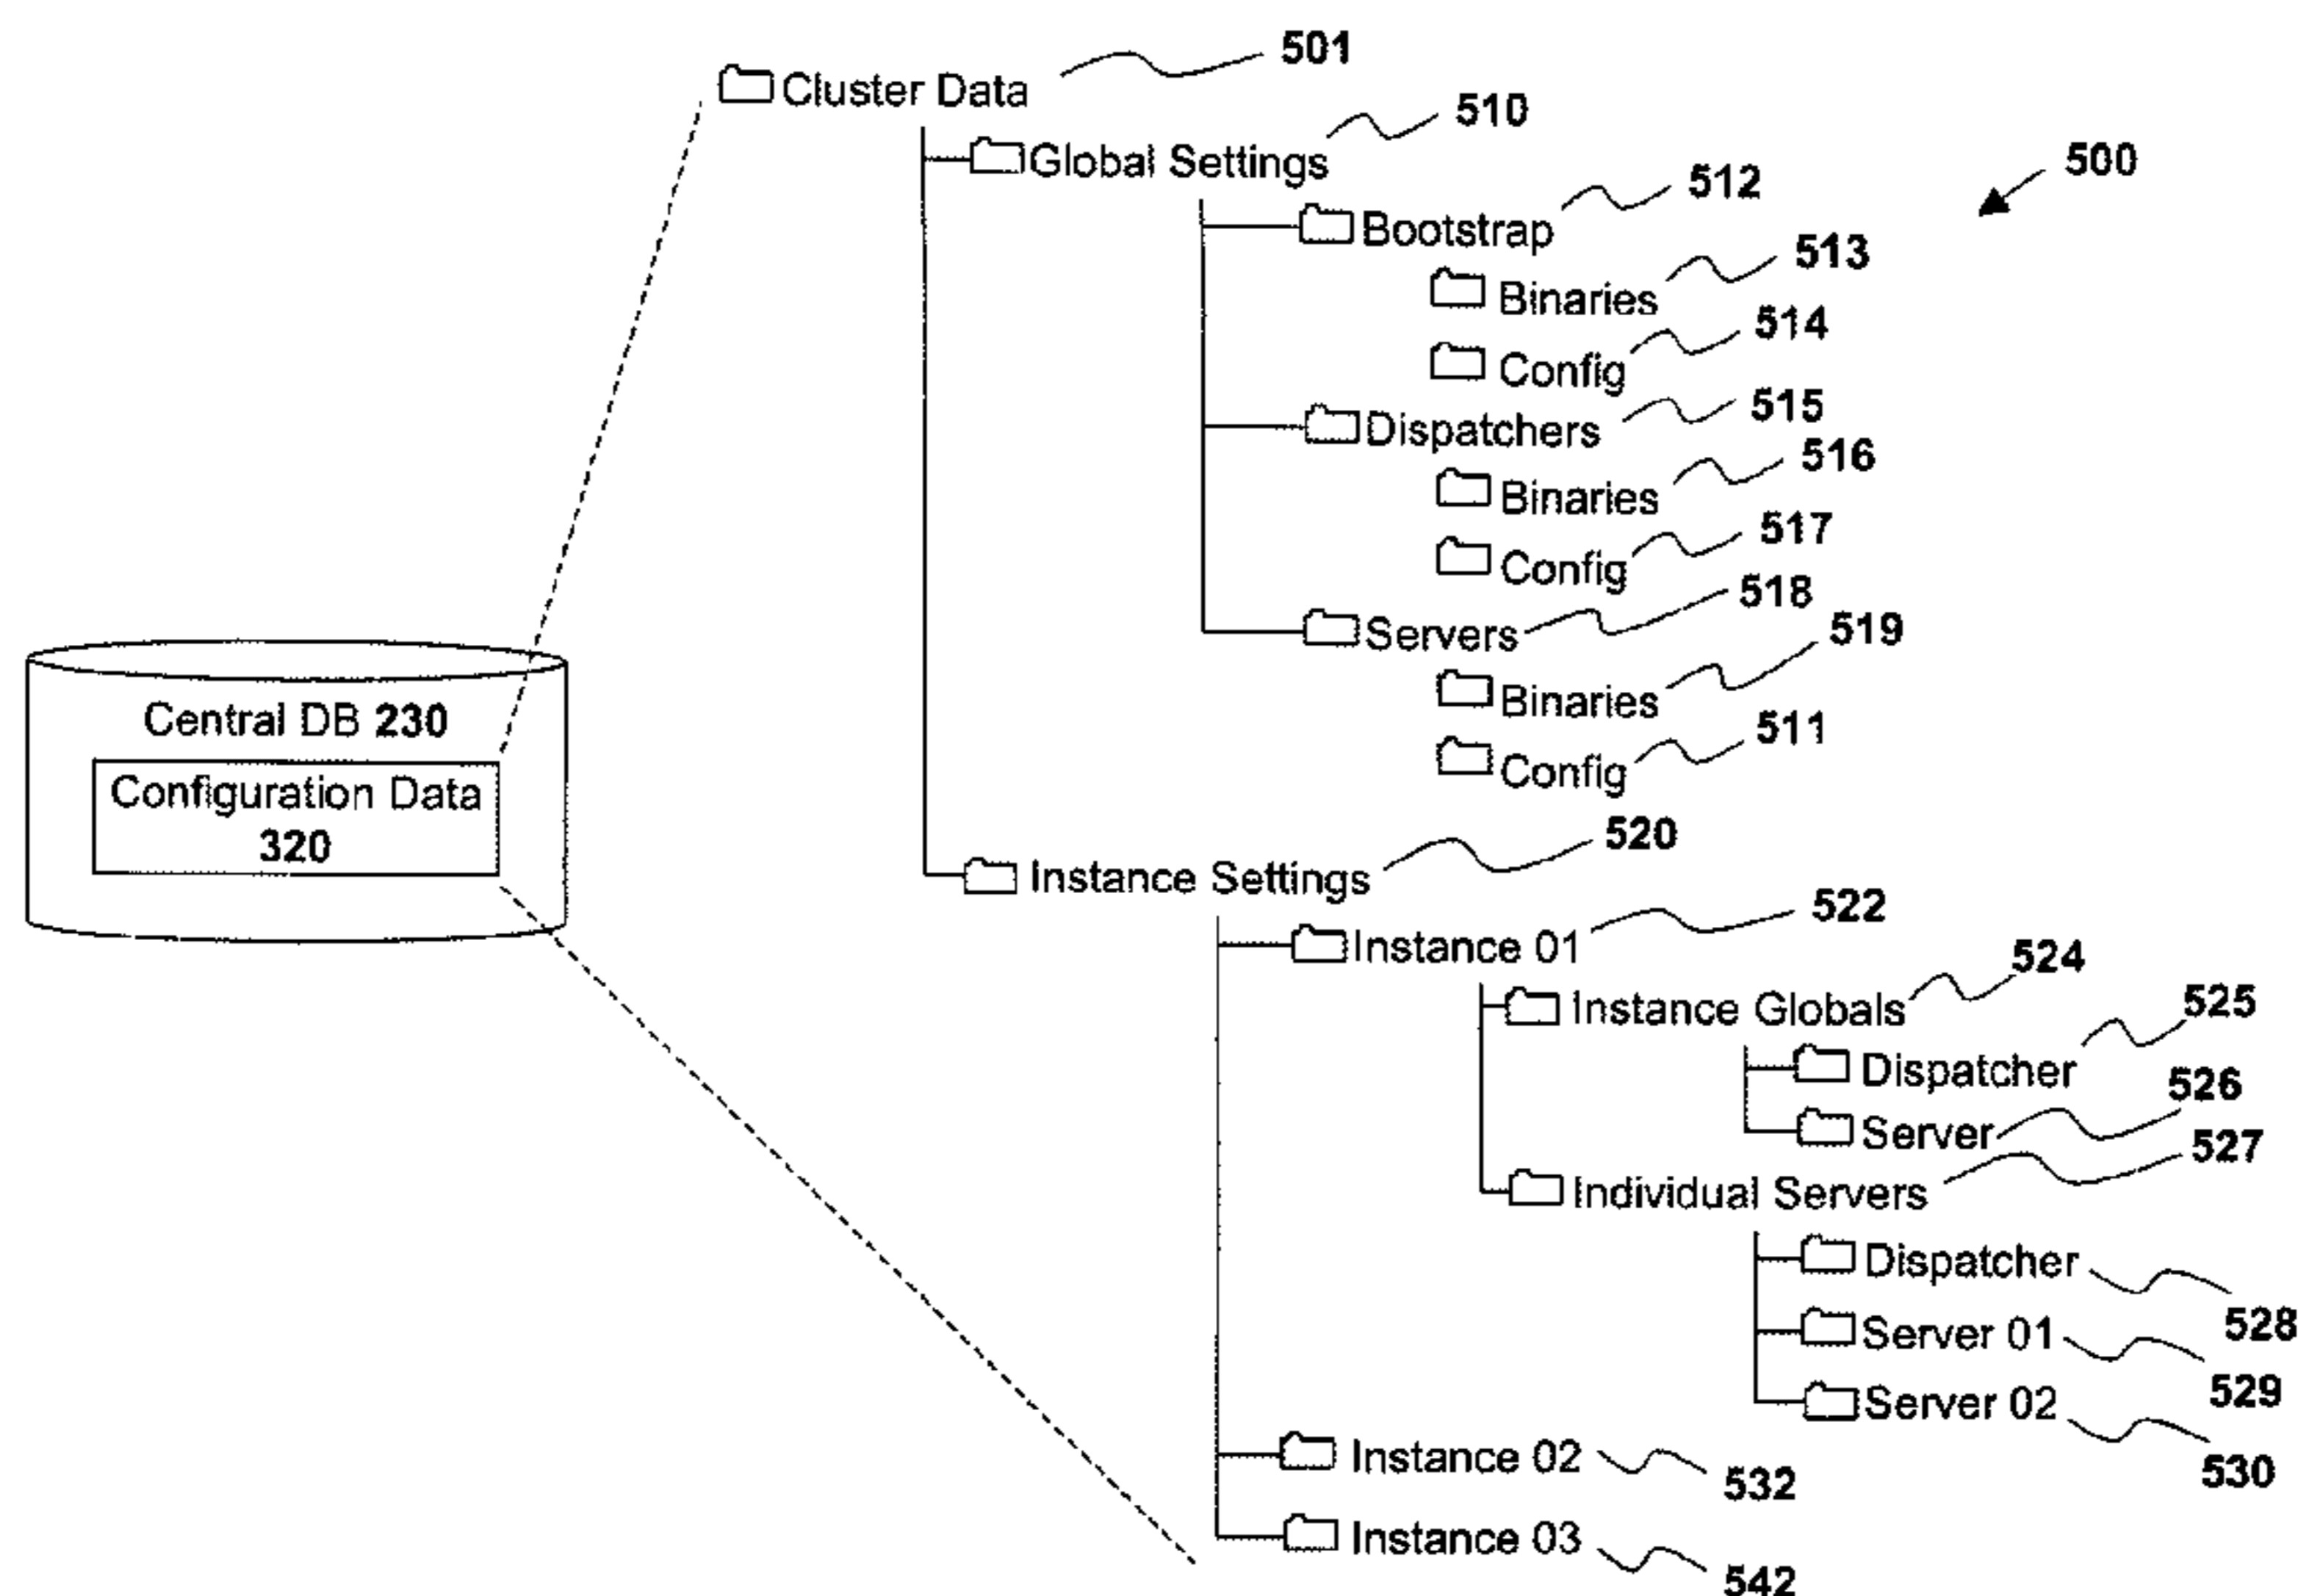 Cluster Data 501
Global Settings 510
500
Bootstrap 512
Binaries 513
Config 514
Dispatchers 515
Binaries 516
Config 517
Servers 518
Binaries 519
Config 511
Central DB 230
Configuration Data
320
Instance Settings 520
Instance 01 522
Instance Globals 524
Dispatcher 525
Server 526
Individual Servers 527
Dispatcher 528
Server 01 529
Server 02 530
Instance 02 532
Instance 03 542